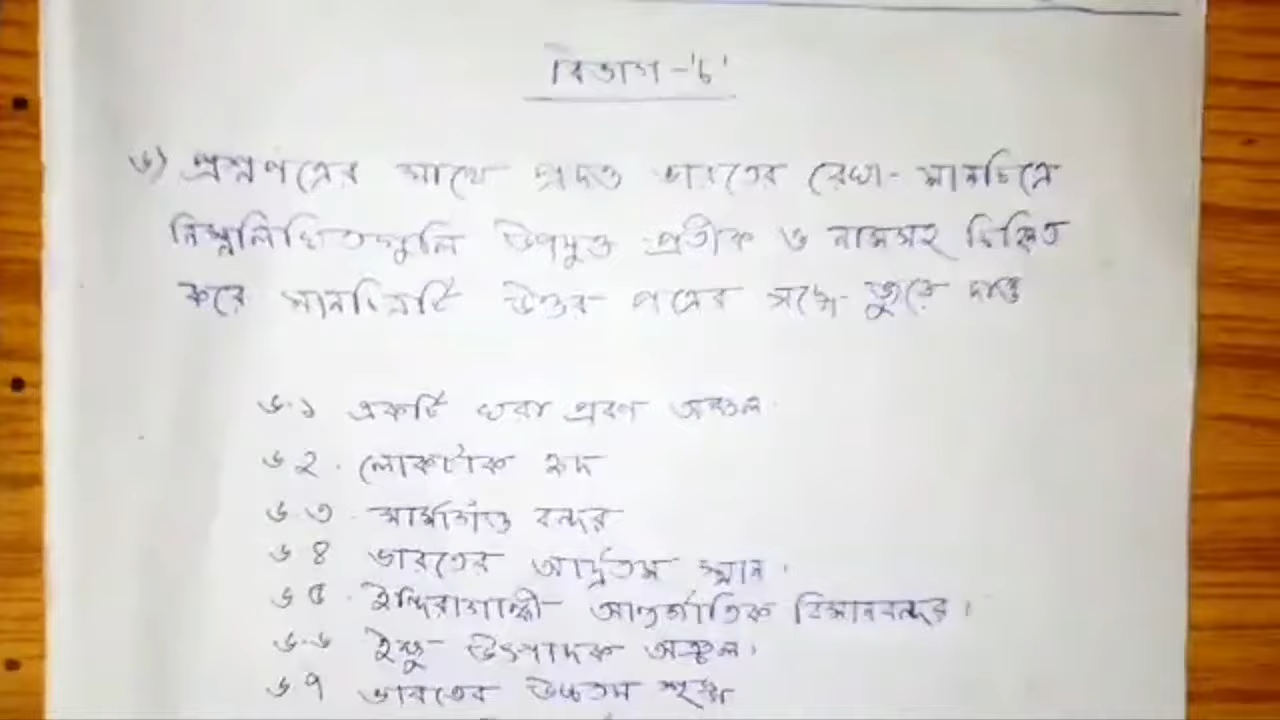 বিভাগ -'চ'
৬) প্রশ্নপত্রের সাথে প্রদত্ত ভারতের রেখা- মানচিত্রে
নিম্নলিখিতগুলি উপযুক্ত প্রতীক ও নামসহ চিহ্নিত
করে মানচিত্রটি উত্তর পত্রের সঙ্গে জুরে দাও
৬.১ একটি খরা প্রবণ অঞ্চল.
৬.২. লোকটাক হ্রদ
৬.৩. মার্মাগাঁও বন্দর
৬.৪ ভারতের আর্দ্রতম স্থান.
৬.৫. ইন্দিরাগান্ধী আন্তর্জাতিক বিমানবন্দর।
৬.৬ ইক্ষু উৎপাদক অঞ্চল.
৬.৭ ভারতের উচ্চতম শৃঙ্গ